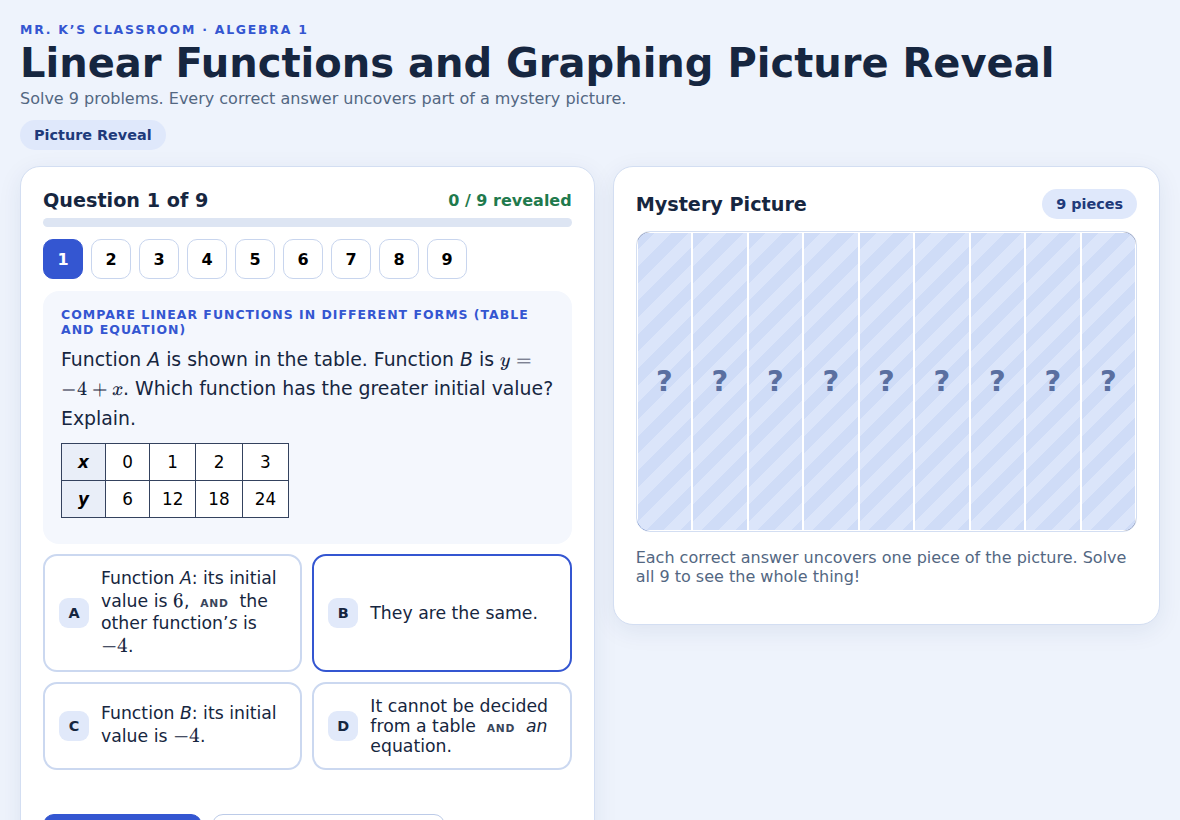 MR. K’S CLASSROOM · ALGEBRA 1
Linear Functions and Graphing Picture Reveal
Solve 9 problems. Every correct answer uncovers part of a mystery picture.
Picture Reveal
Question 1 of 9
0 / 9 revealed
1 2 3 4 5 6 7 8 9
COMPARE LINEAR FUNCTIONS IN DIFFERENT FORMS (TABLE
AND EQUATION)
Function A is shown in the table. Function B is y =
−4 + x. Which function has the greater initial value?
Explain.
x 0 1 2 3
y 6 12 18 24
A
Function A: its initial
value is 6, AND the
other function’s is
−4.
B
They are the same.
C
Function B: its initial
value is −4.
D
It cannot be decided
from a table AND an
equation.
Mystery Picture
9 pieces
? ? ? ? ? ? ? ? ?
Each correct answer uncovers one piece of the picture. Solve
all 9 to see the whole thing!